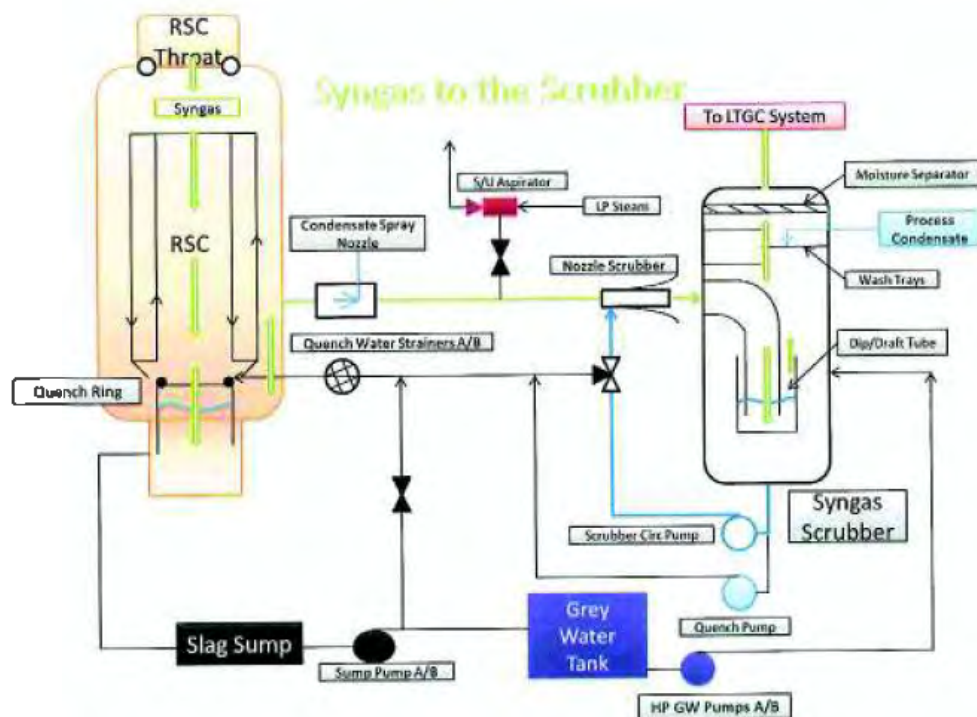 RSC
Throat
Syngas to the Scrubber
Syngas
To LTGC System
S/U Aspirator
Moisture Separator
LP Steam
Condensate Spray
Nozzle
Process
Condensate
RSC
Nozzle Scrubber
Wash Trays
Quench Water Strainers A/B
Dip/Draft Tube
Quench Ring
Syngas
Scrubber
Scrubber Circ Pump
Grey
Water
Tank
Quench Pump
Slag Sump
Sump Pump A/B
HP GW Pumps A/B